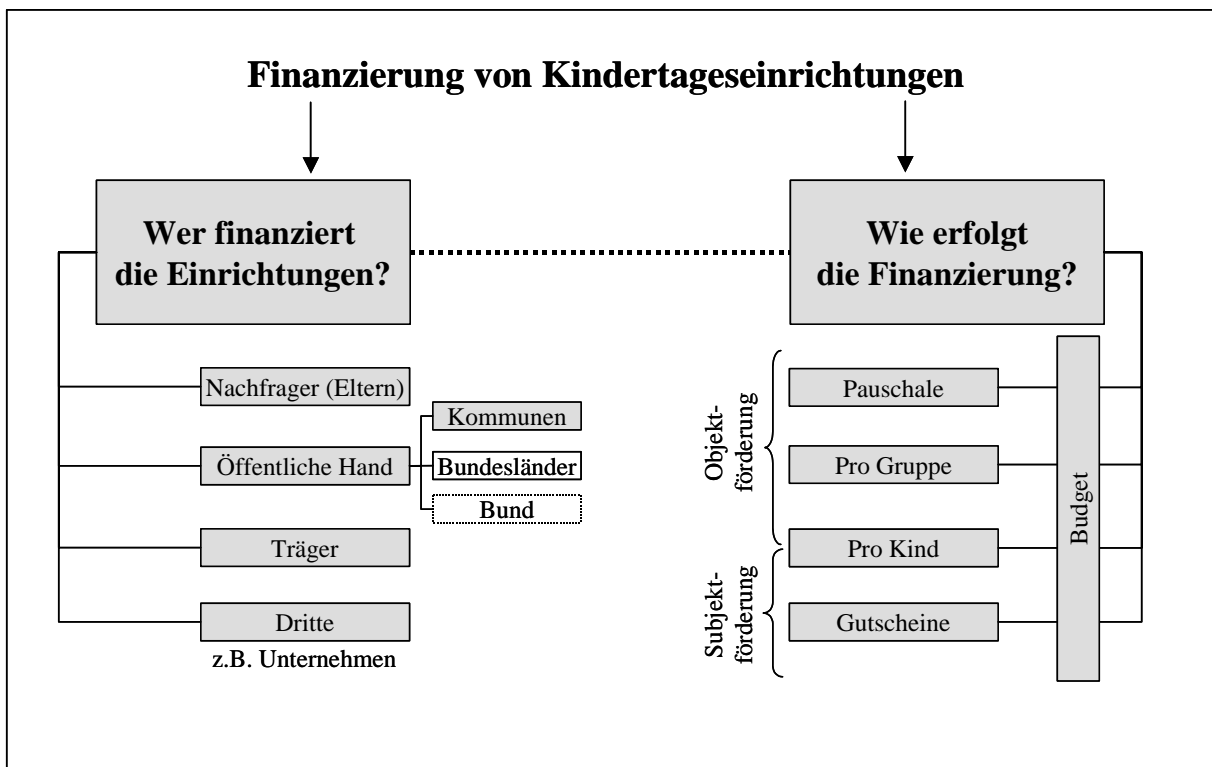 Finanzierung von Kindertageseinrichtungen
Wer finanziert
die Einrichtungen?
Nachfrager (Eltern)
Öffentliche Hand
Kommunen
Bundesländer
Bund
Träger
Dritte
z.B. Unternehmen
Wie erfolgt
die Finanzierung?
Objekt-
förderung
Subjekt-
förderung
Pauschale
Pro Gruppe
Pro Kind
Gutscheine
Budget